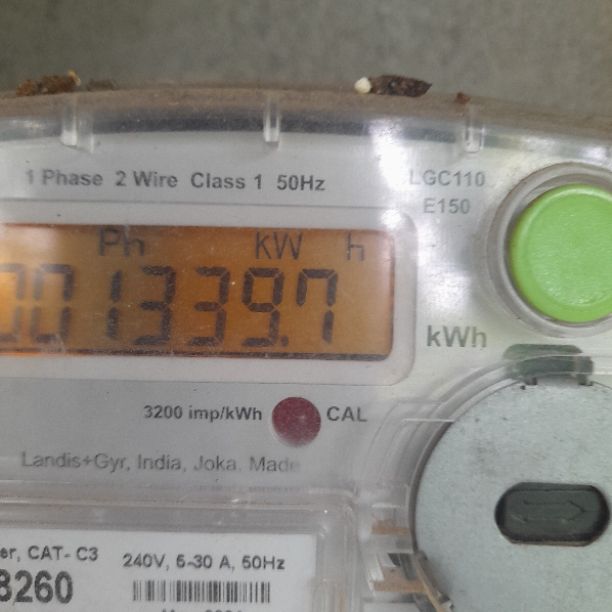 1 Phase 2 Wire Class 1 50Hz
LGC110
E150
Ph kW h
001339.7
kWh
3200 imp/kWh CAL
Landis+Gyr, India, Joka. Made
er, CAT- C3 240V, 5-30 A, 50Hz
8260